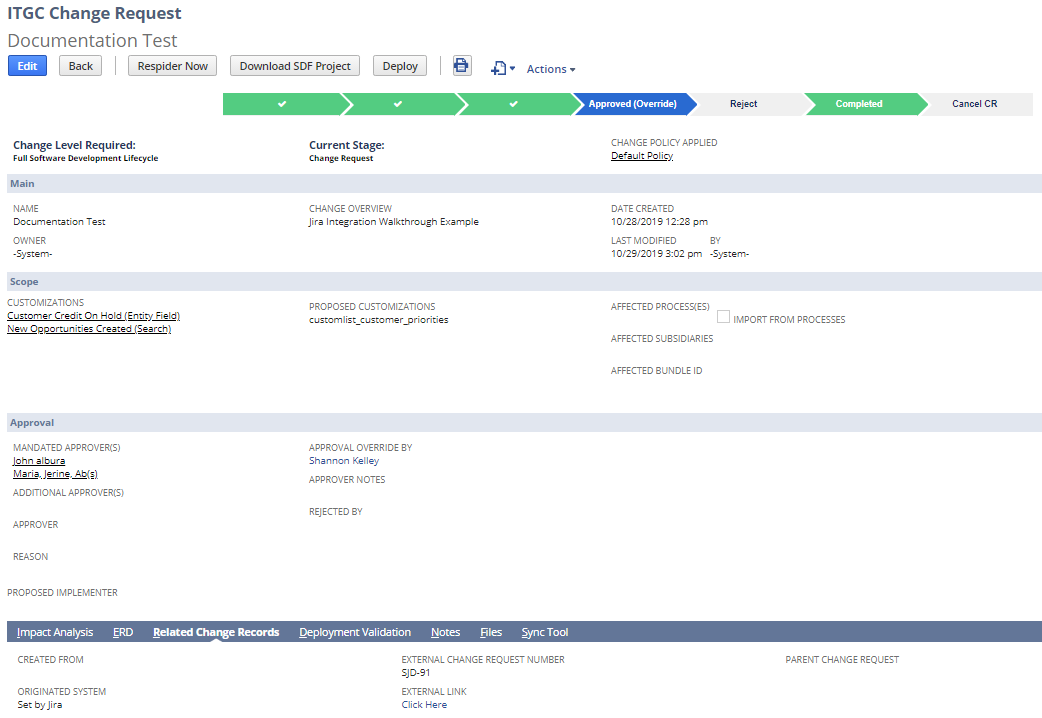 ITGC Change Request
Documentation Test
Edit Back Respider Now Download SDF Project Deploy Actions
Approved (Override) Reject Completed Cancel CR
Change Level Required: Current Stage: CHANGE POLICY APPLIED
Full Software Development Lifecycle Change Request Default Policy
Main
NAME CHANGE OVERVIEW DATE CREATED
Documentation Test Jira Integration Walkthrough Example 10/28/2019 12:28 pm
OWNER LAST MODIFIED BY
-System- 10/29/2019 3:02 pm -System-
Scope
CUSTOMIZATIONS PROPOSED CUSTOMIZATIONS AFFECTED PROCESS(ES)
Customer Credit On Hold (Entity Field) customlist_customer_priorities IMPORT FROM PROCESSES
New Opportunities Created (Search)
AFFECTED SUBSIDIARIES
AFFECTED BUNDLE ID
Approval
MANDATED APPROVER(S) APPROVAL OVERRIDE BY
John albura Shannon Kelley
Maria, Jerine, Ab(s) APPROVER NOTES
ADDITIONAL APPROVER(S)
REJECTED BY
APPROVER
REASON
PROPOSED IMPLEMENTER
Impact Analysis ERD Related Change Records Deployment Validation Notes Files Sync Tool
CREATED FROM EXTERNAL CHANGE REQUEST NUMBER PARENT CHANGE REQUEST
SJD-91
ORIGINATED SYSTEM EXTERNAL LINK
Set by Jira Click Here